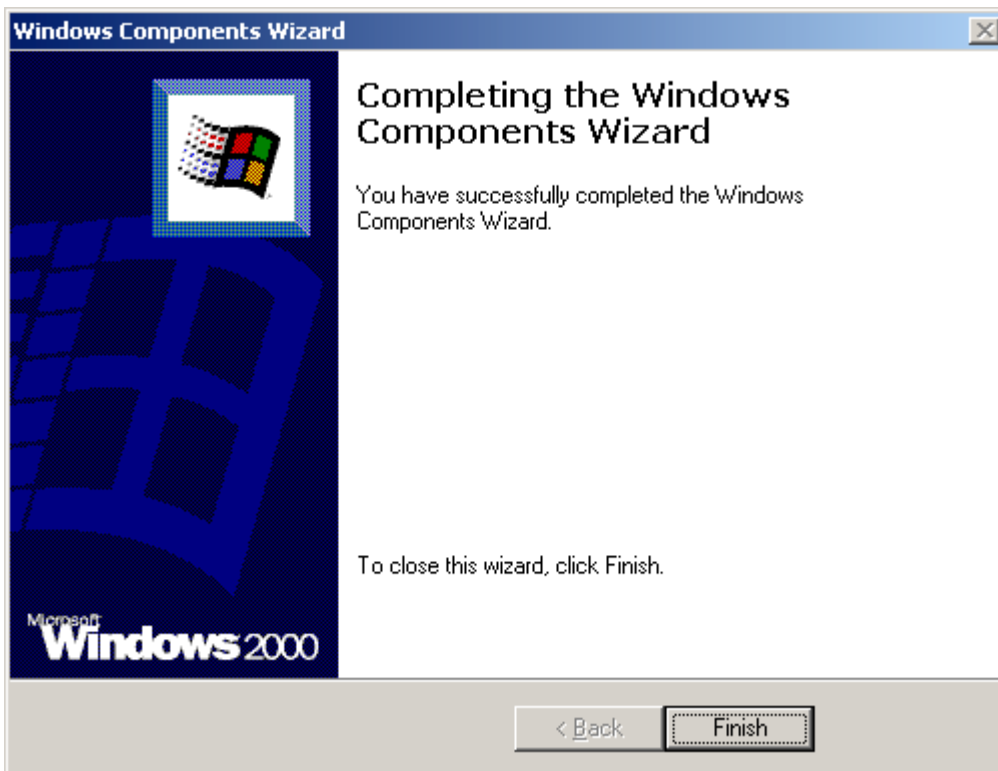 Windows Components Wizard
Completing the Windows
Components Wizard
You have successfully completed the Windows
Components Wizard.
To close this wizard, click Finish.
Microsoft
Windows 2000
< Back
Finish